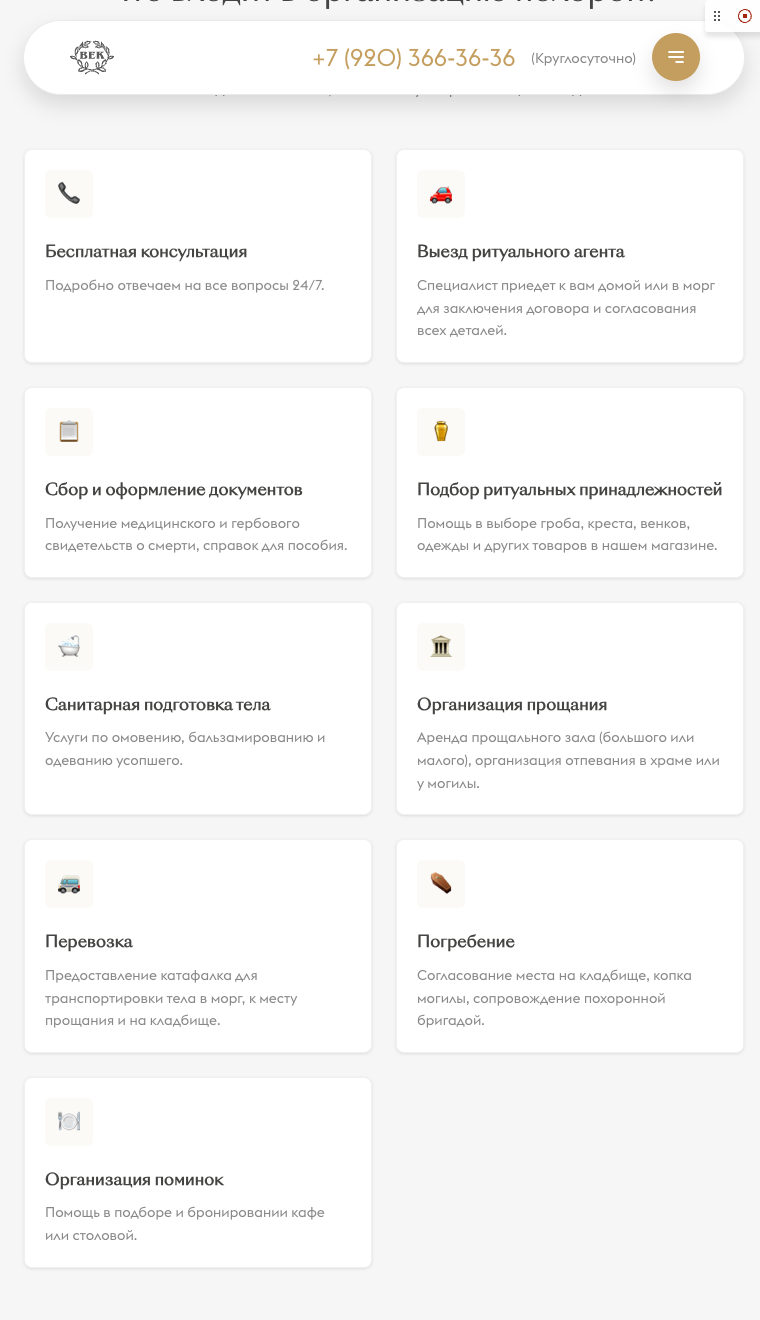 ВЕК
+7 (920) 366-36-36
(Круглосуточно)
Бесплатная консультация
Подробно отвечаем на все вопросы 24/7.
Выезд ритуального агента
Специалист приедет к вам домой или в морг
для заключения договора и согласования
всех деталей.
Сбор и оформление документов
Получение медицинского и гербового
свидетельств о смерти, справок для пособия.
Подбор ритуальных принадлежностей
Помощь в выборе гроба, креста, венков,
одежды и других товаров в нашем магазине.
Санитарная подготовка тела
Услуги по омовению, бальзамированию и
одеванию усопшего.
Организация прощания
Аренда прощального зала (большого или
малого), организация отпевания в храме или
у могилы.
Перевозка
Предоставление катафалка для
транспортировки тела в морг, к месту
прощания и на кладбище.
Погребение
Согласование места на кладбище, копка
могилы, сопровождение похоронной
бригадой.
Организация поминок
Помощь в подборе и бронировании кафе
или столовой.